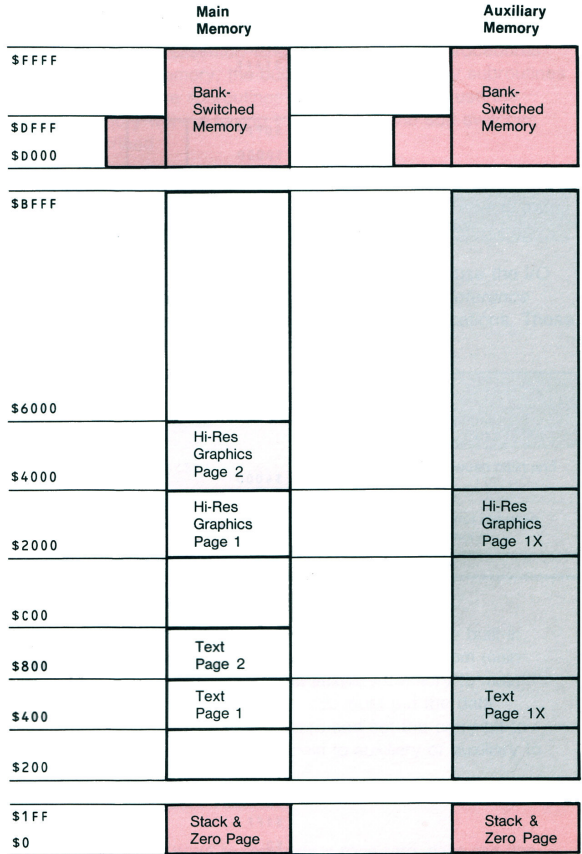 Main
Memory
Auxiliary
Memory
$FFFF
Bank-
Switched
Memory
Bank-
Switched
Memory
$DFFF
$D000
$BFFF
$6000
Hi-Res
Graphics
Page 2
$4000
Hi-Res
Graphics
Page 1
Hi-Res
Graphics
Page 1X
$2000
$C00
Text
Page 2
$800
Text
Page 1
Text
Page 1X
$400
$200
$1FF
Stack &
Zero Page
Stack &
Zero Page
$0